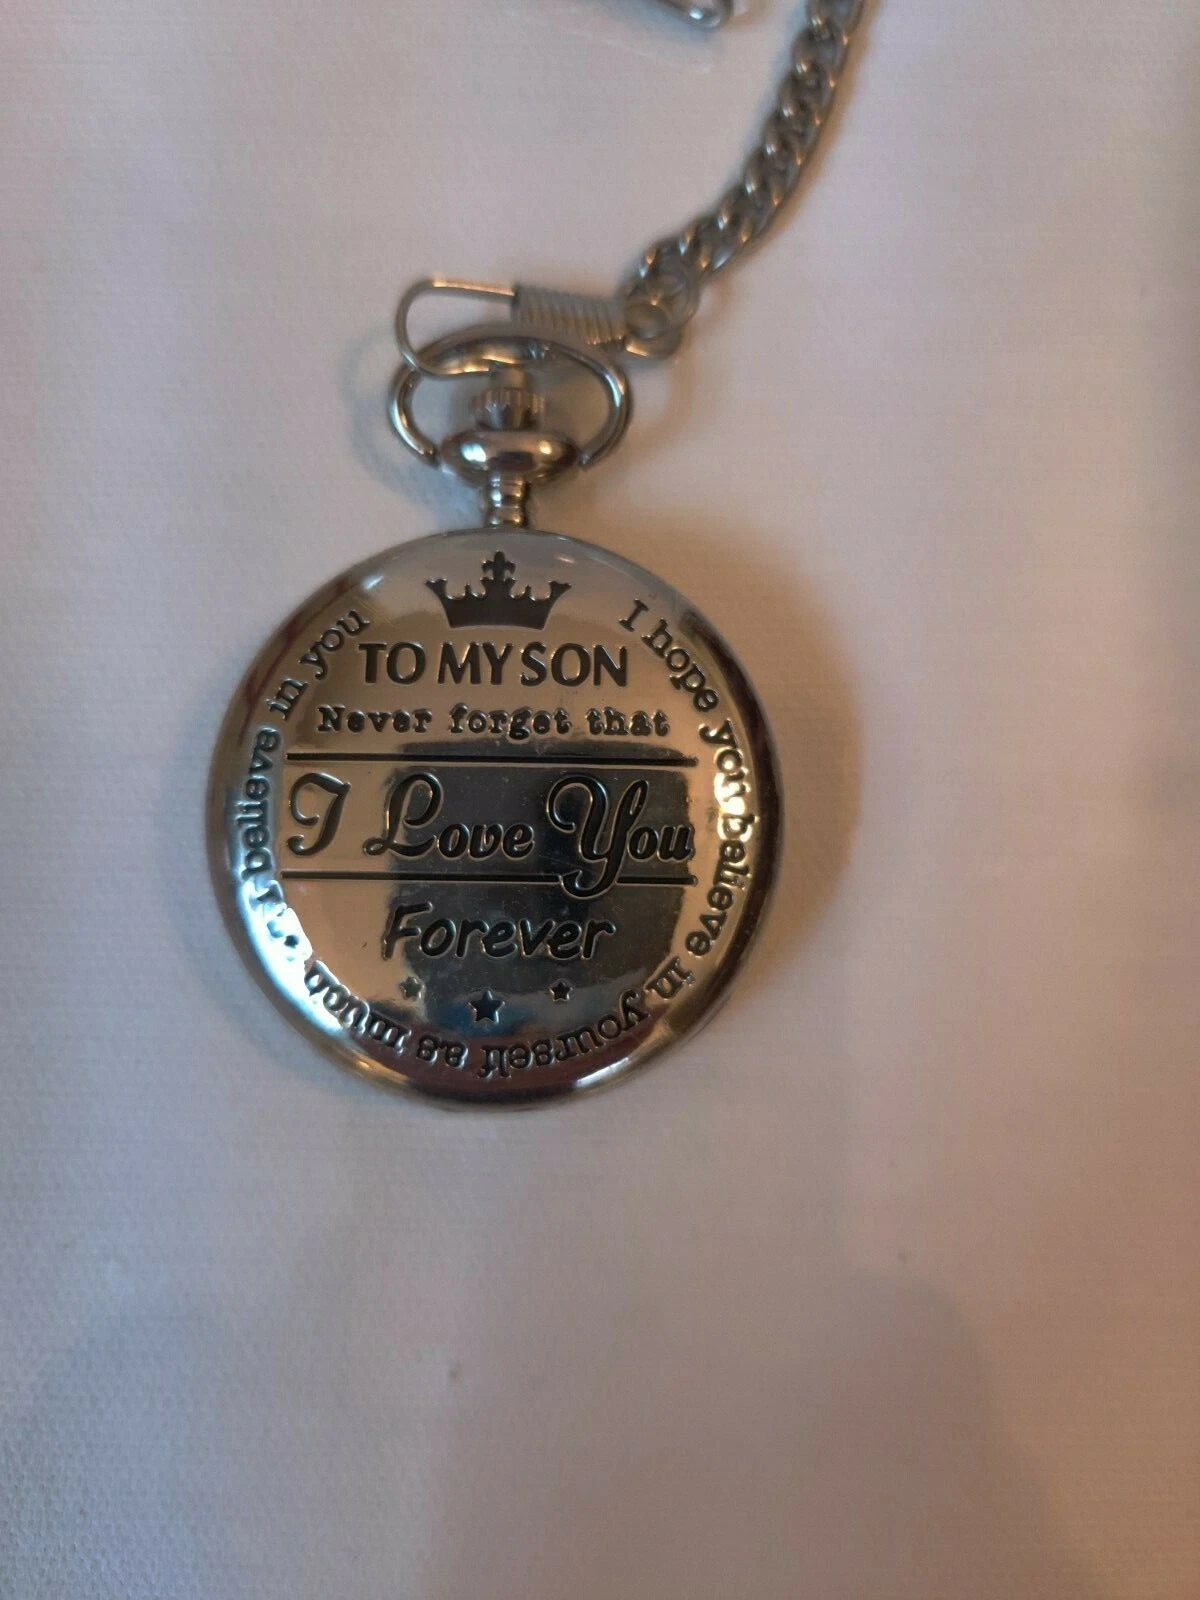 TO MY SON
Never forget that
I Love You
Forever
I hope you believe in yourself as much as I believe in you